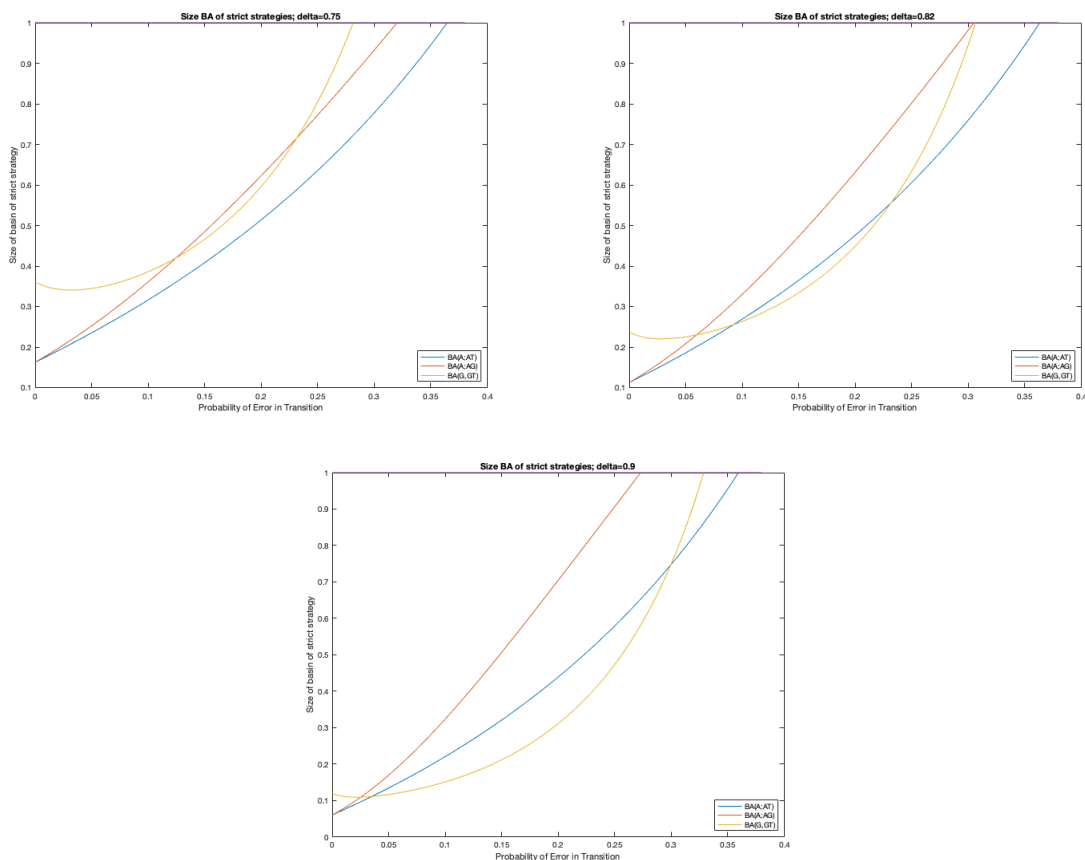 Size BA of strict strategies; delta=0.75
Size of basin of strict strategy
1
0.9
0.8
0.7
0.6
0.5
0.4
0.3
0.2
0.1
0 0.05 0.1 0.15 0.2 0.25 0.3 0.35 0.4
Probability of Error in Transition
BA(A;AT)
BA(A;AG)
BA(G,GT)
Size BA of strict strategies; delta=0.82
Size of basin of strict strategy
1
0.9
0.8
0.7
0.6
0.5
0.4
0.3
0.2
0.1
0 0.05 0.1 0.15 0.2 0.25 0.3 0.35 0.4
Probability of Error in Transition
BA(A;AT)
BA(A;AG)
BA(G,GT)
Size BA of strict strategies; delta=0.9
Size of basin of strict strategy
1
0.9
0.8
0.7
0.6
0.5
0.4
0.3
0.2
0.1
0
0 0.05 0.1 0.15 0.2 0.25 0.3 0.35 0.4
Probability of Error in Transition
BA(A;AT)
BA(A;AG)
BA(G,GT)